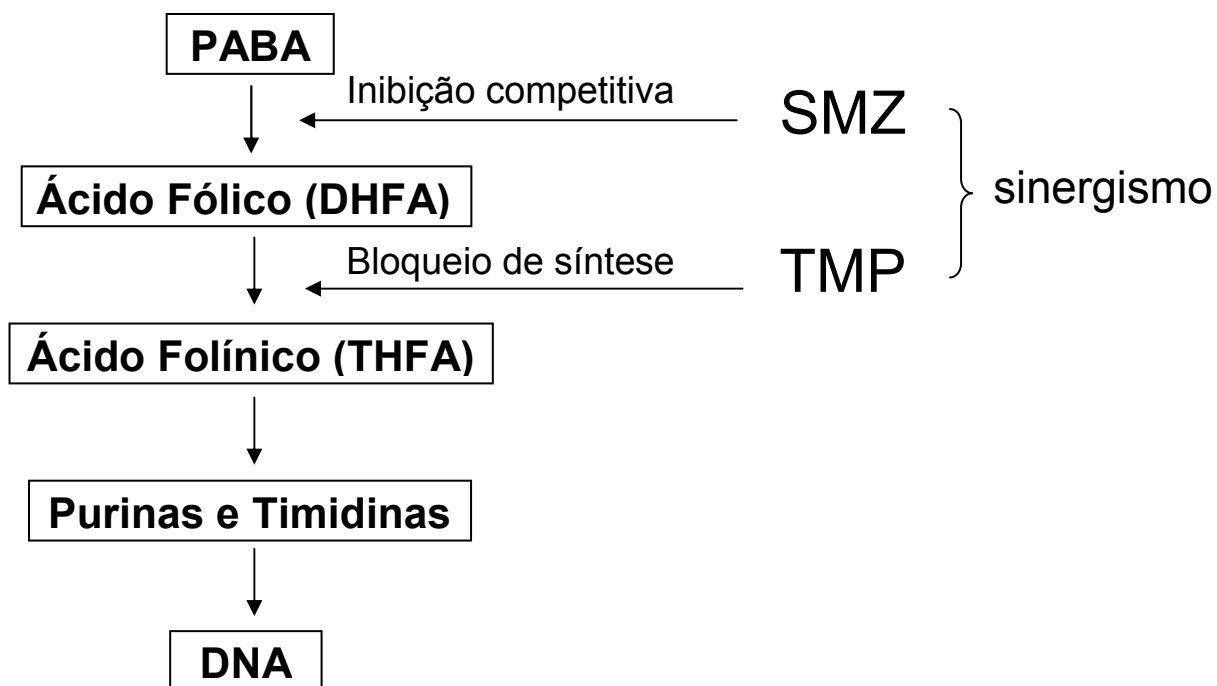 PABA
Inibição competitiva
SMZ
Ácido Fólico (DHFA)
sinergismo
Bloqueio de síntese
TMP
Ácido Folínico (THFA)
Purinas e Timidinas
DNA